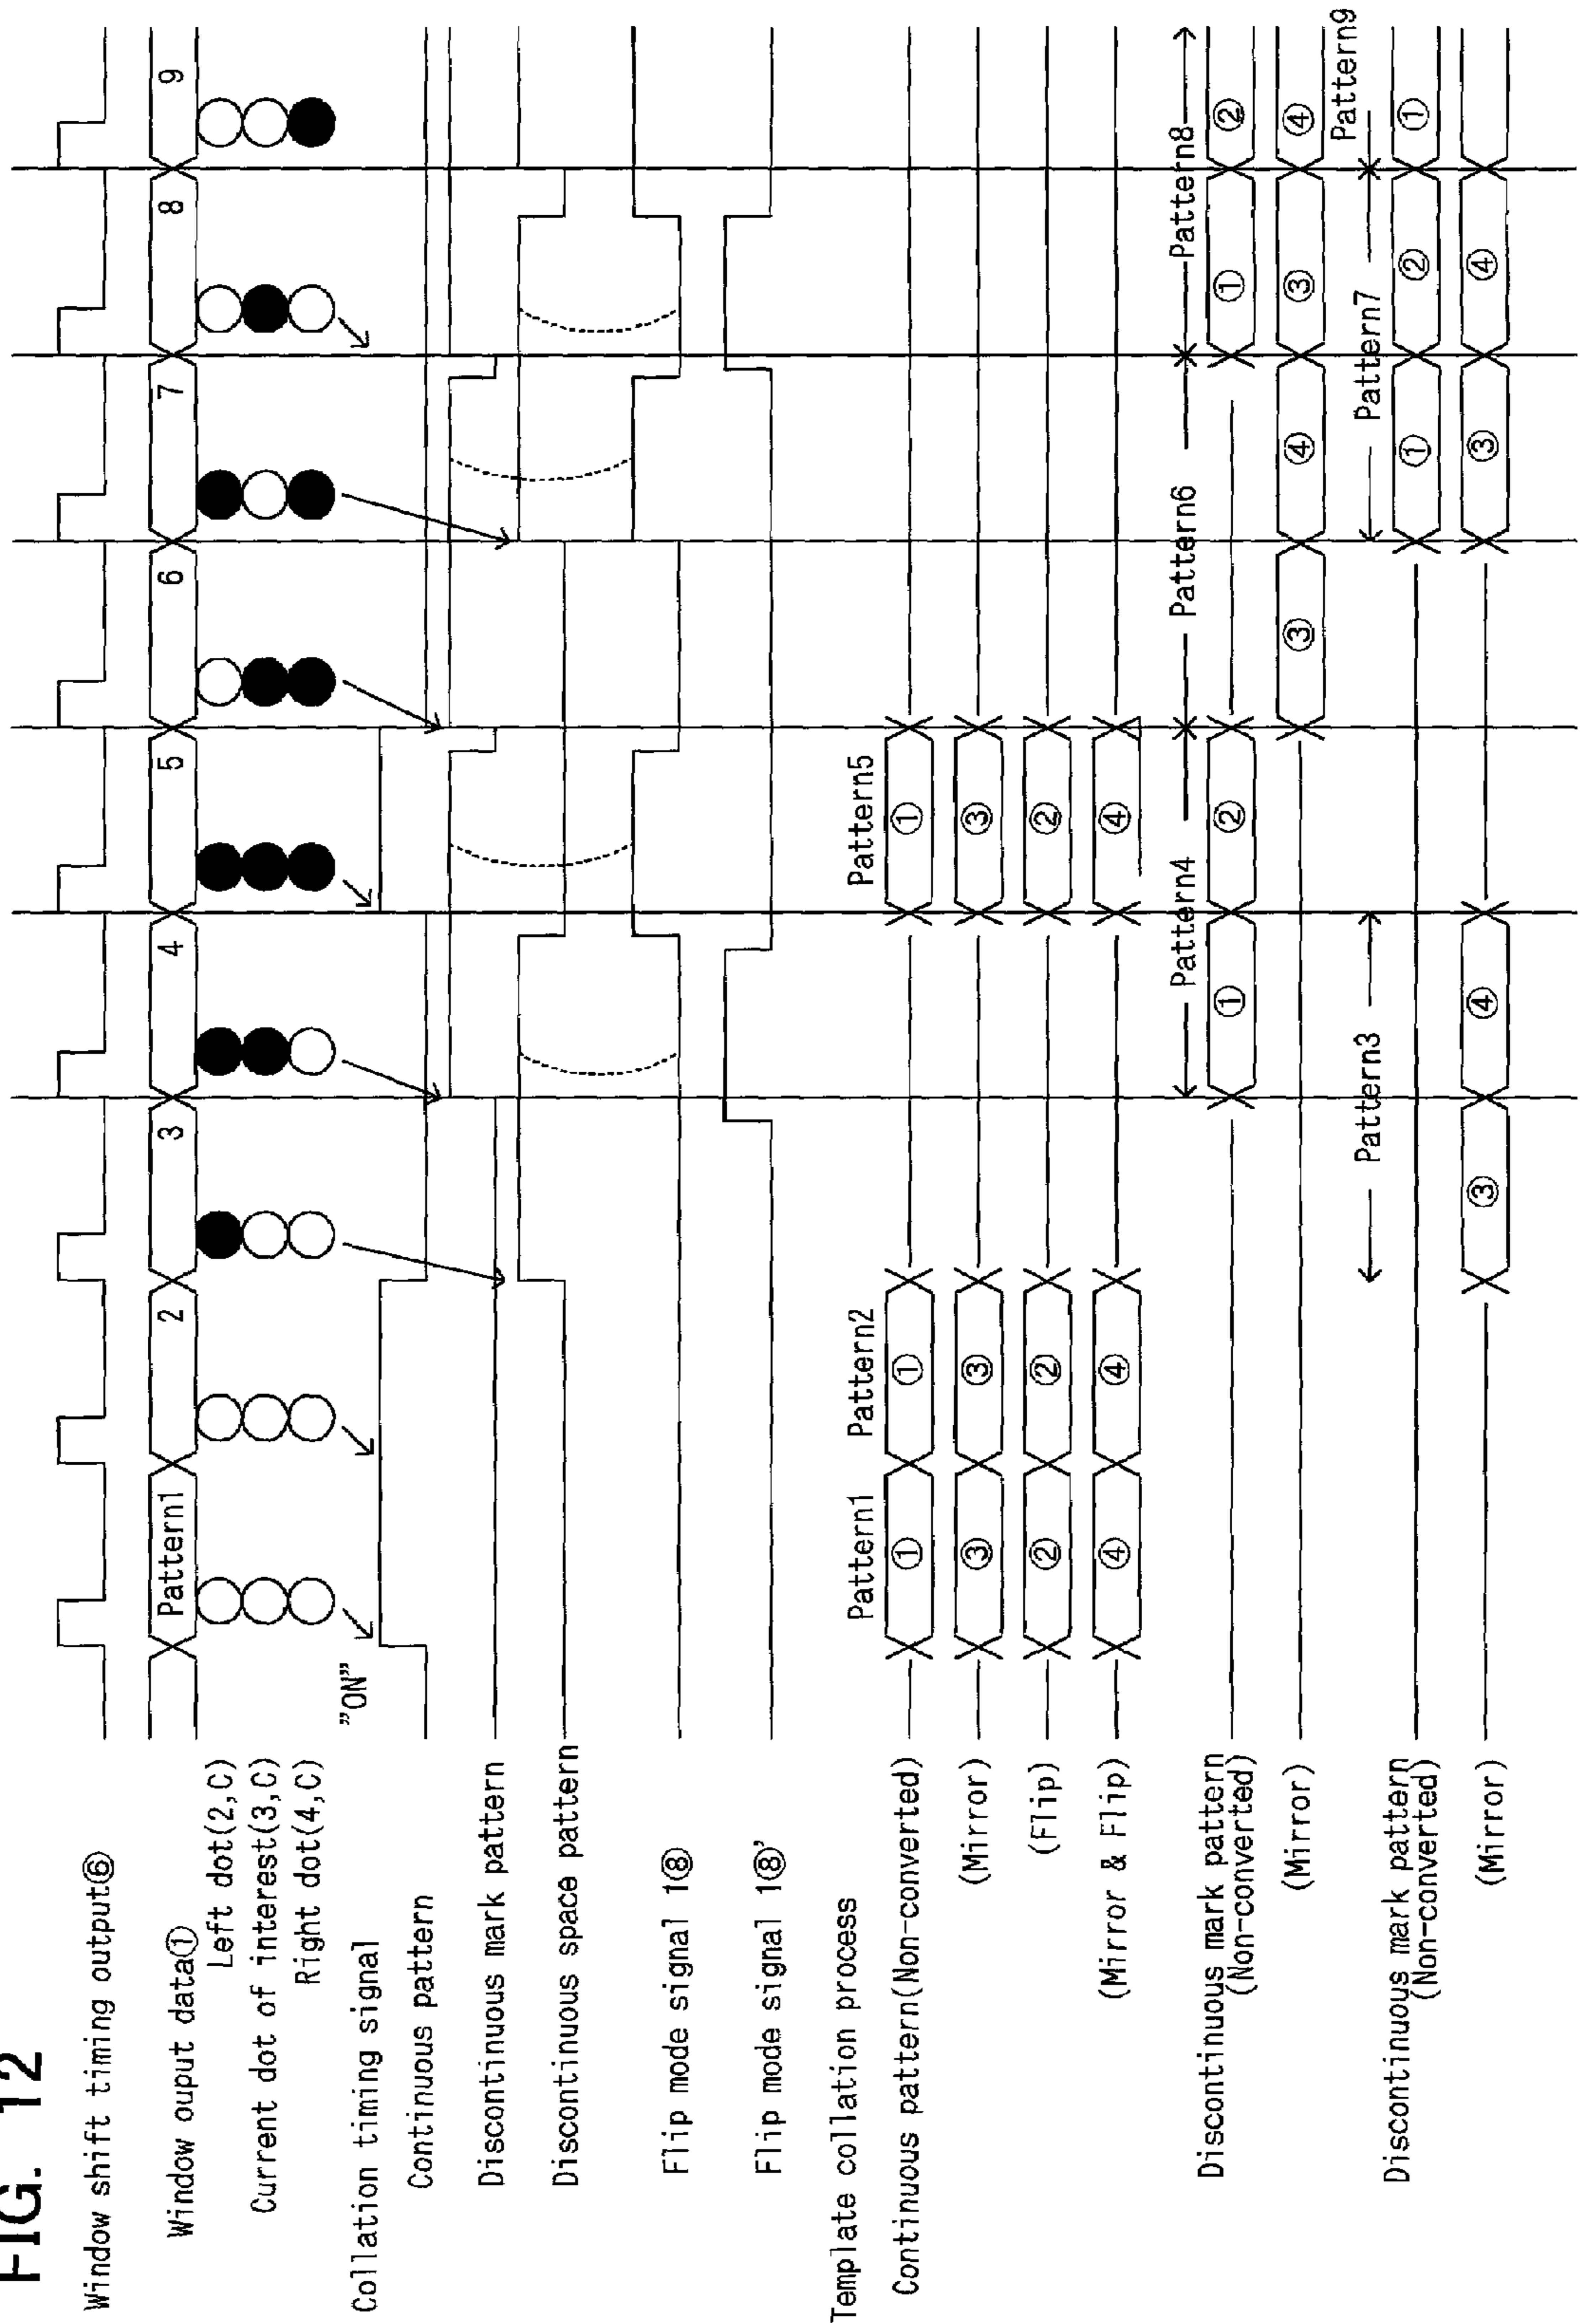 FIG. 12
Window shift timing output⑥
Window ouput data①
Pattern1 2 3 4 5 6 7 8 9
Left dot(2,C)
Current dot of interest(3,C)
Right dot(4,C)
Collation timing signal
"ON"
Continuous pattern
Discontinuous mark pattern
Discontinuous space pattern
Flip mode signal 1⑧
Flip mode signal 1⑧'
Template collation process
Pattern1 Pattern2 Pattern5
Continuous pattern(Non-converted) ① ① ①
(Mirror) ③ ③ ③
(Flip) ② ② ②
(Mirror & Flip) ④ ④ ④
Pattern4 Pattern6 Pattern8
Discontinuous mark pattern
(Non-converted) ① ② ① ②
(Mirror) ③ ④ ③ ④
Pattern3 Pattern7 Pattern9
Discontinuous mark pattern
(Non-converted) ① ② ①
(Mirror) ③ ④ ③ ④